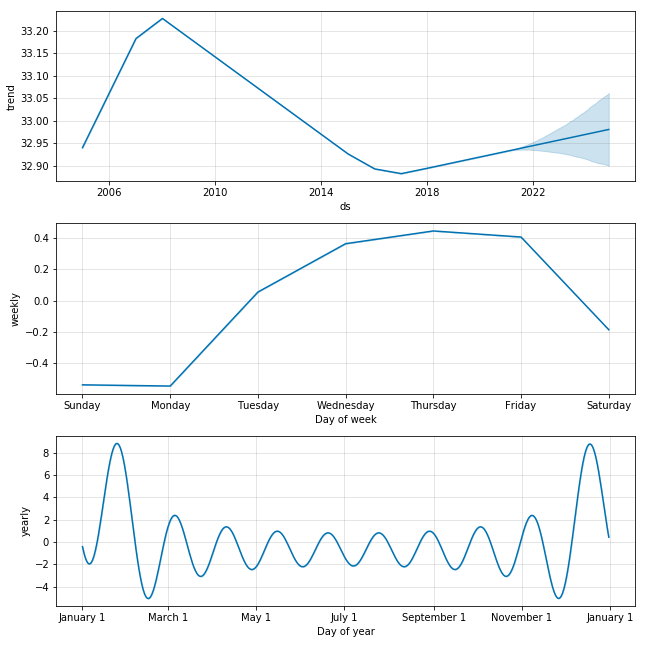 33.20
33.15
33.10
33.05
33.00
32.95
32.90
trend
2006 2010 2014 2018 2022
ds
0.4
0.2
0.0
−0.2
−0.4
weekly
Sunday Monday Tuesday Wednesday Thursday Friday Saturday
Day of week
8
6
4
2
0
−2
−4
yearly
January 1 March 1 May 1 July 1 September 1 November 1 January 1
Day of year